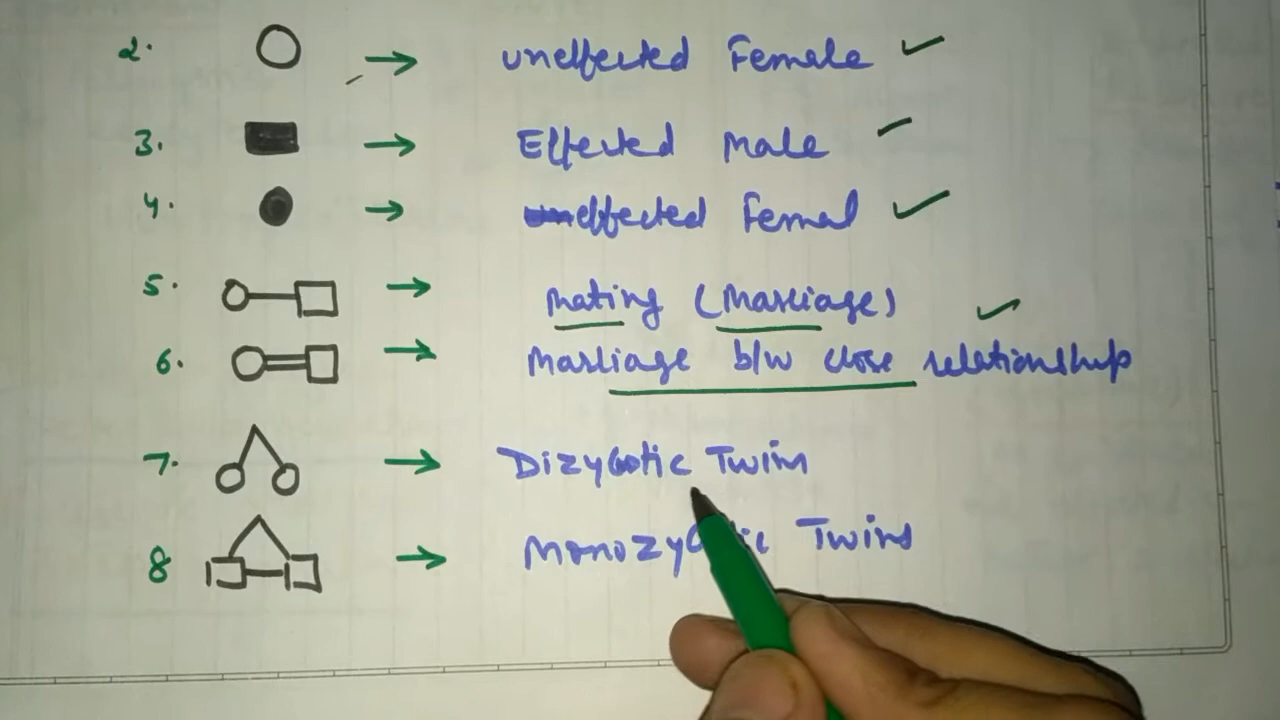 2. → uneffected Female ✓
3. → Effected Male
4. → effected Femal ✓
5. → Mating (Marriage) ✓
6. → Marriage b/w close relationship
7. → Dizygotic Twin
8 → Twins